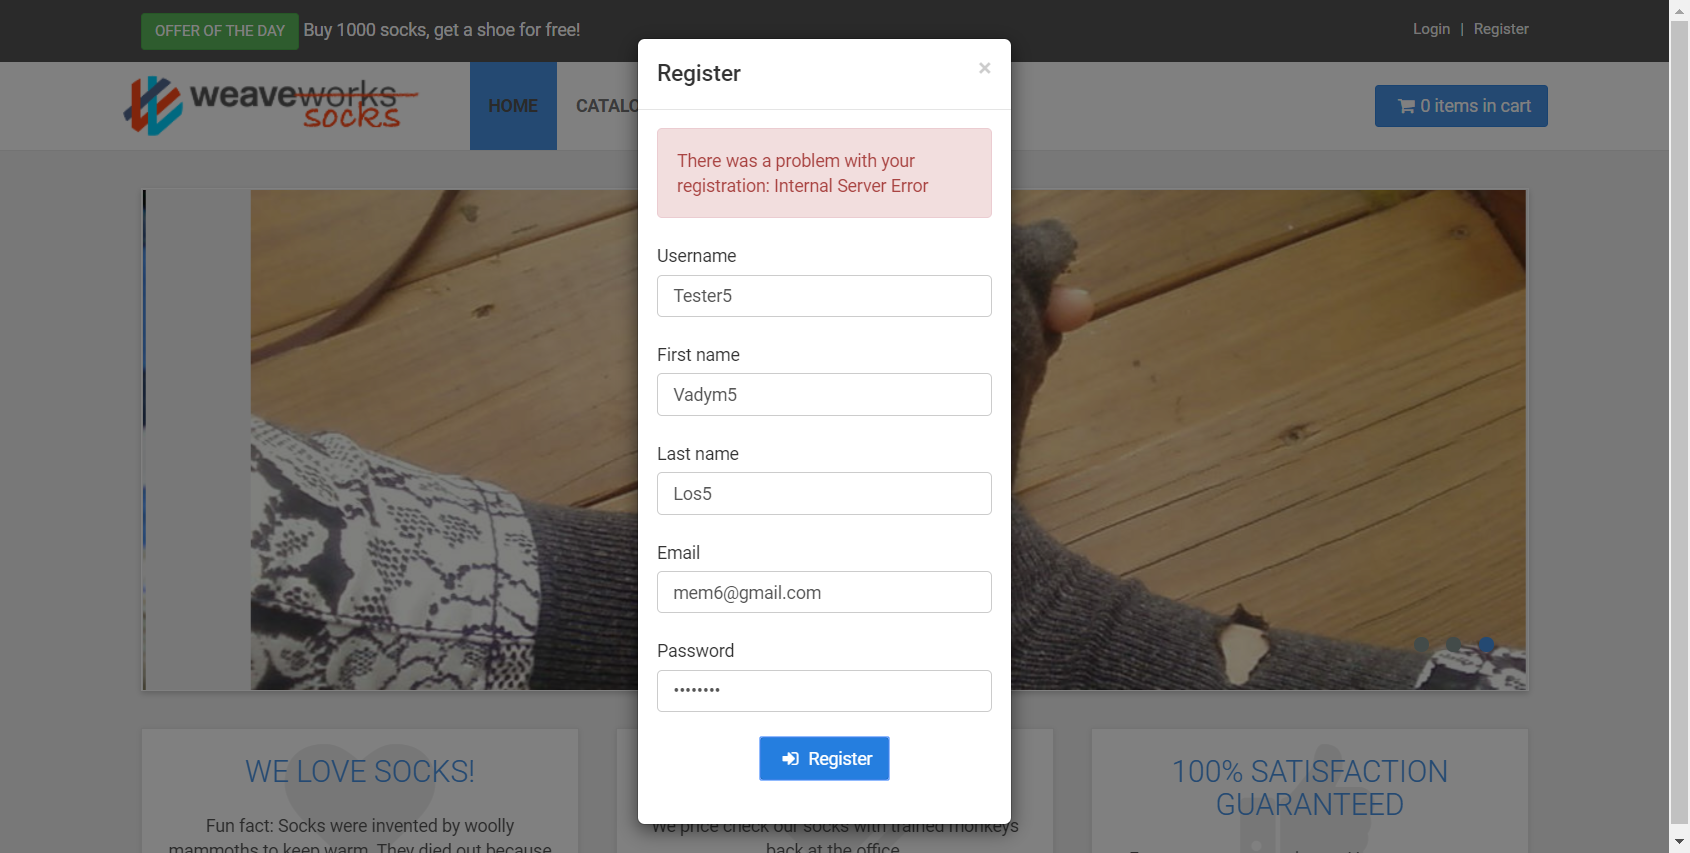 OFFER OF THE DAY Buy 1000 socks, get a shoe for free!
Login | Register
weaveworks
socks
HOME
CATALO
0 items in cart
Register
×
There was a problem with your
registration: Internal Server Error
Username
Tester5
First name
Vadym5
Last name
Los5
Email
mem6@gmail.com
Password
••••••••
Register
WE LOVE SOCKS!
Fun fact: Socks were invented by woolly
mammoths to keep warm. They died out because
We price check our socks with trained monkeys
back at the office
100% SATISFACTION
GUARANTEED